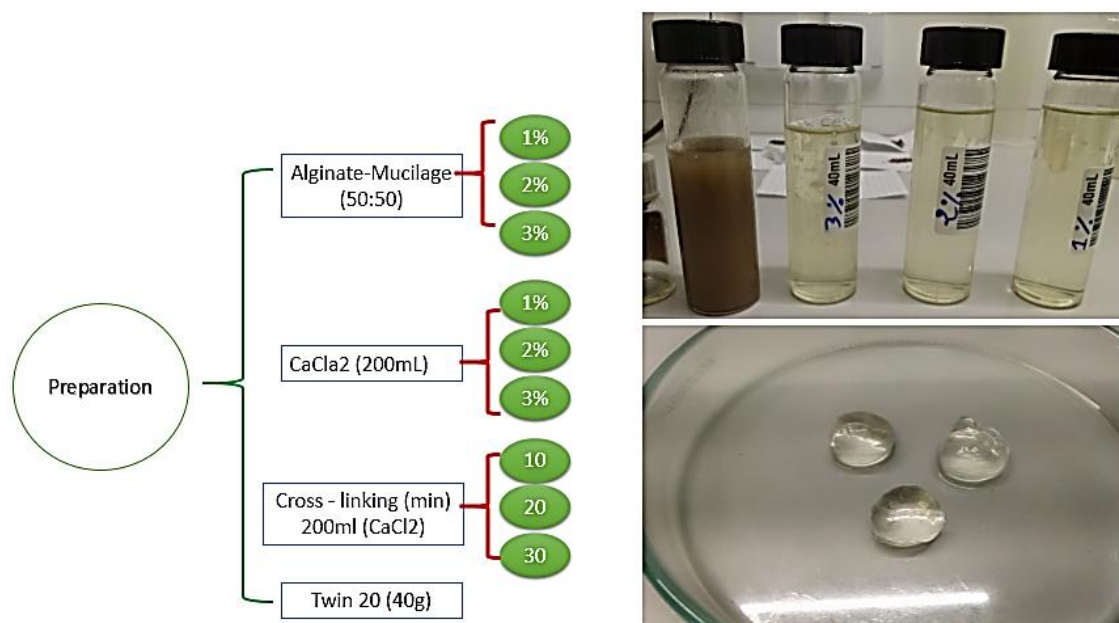 Preparation
Alginate-Mucilage
(50:50)
1%
2%
3%
CaCla2 (200mL)
1%
2%
3%
Cross - linking (min)
200ml (CaCl2)
10
20
30
Twin 20 (40g)
3% 40mL
2% 40mL
1% 40mL